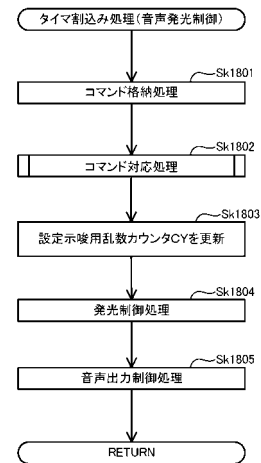 タイマ割込み処理(音声発光制御)
Sk1801
コマンド格納処理
Sk1802
コマンド対応処理
Sk1803
設定示唆用乱数カウンタCYを更新
Sk1804
発光制御処理
Sk1805
音声出力制御処理
RETURN